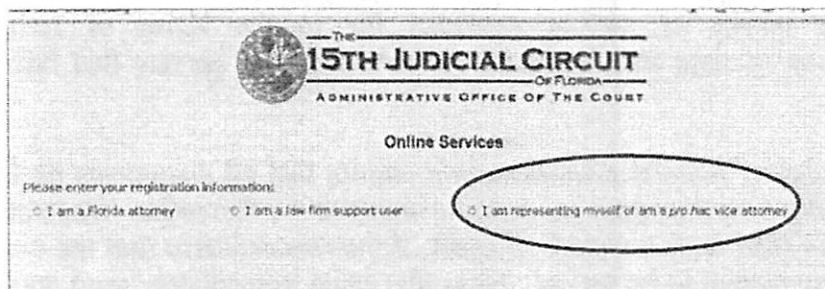 THE
15TH JUDICIAL CIRCUIT
OF FLORIDA
ADMINISTRATIVE OFFICE OF THE COURT
Online Services
Please enter your registration information:
I am a Florida attorney I am a law firm support user I am representing myself or am a pro hac vice attorney